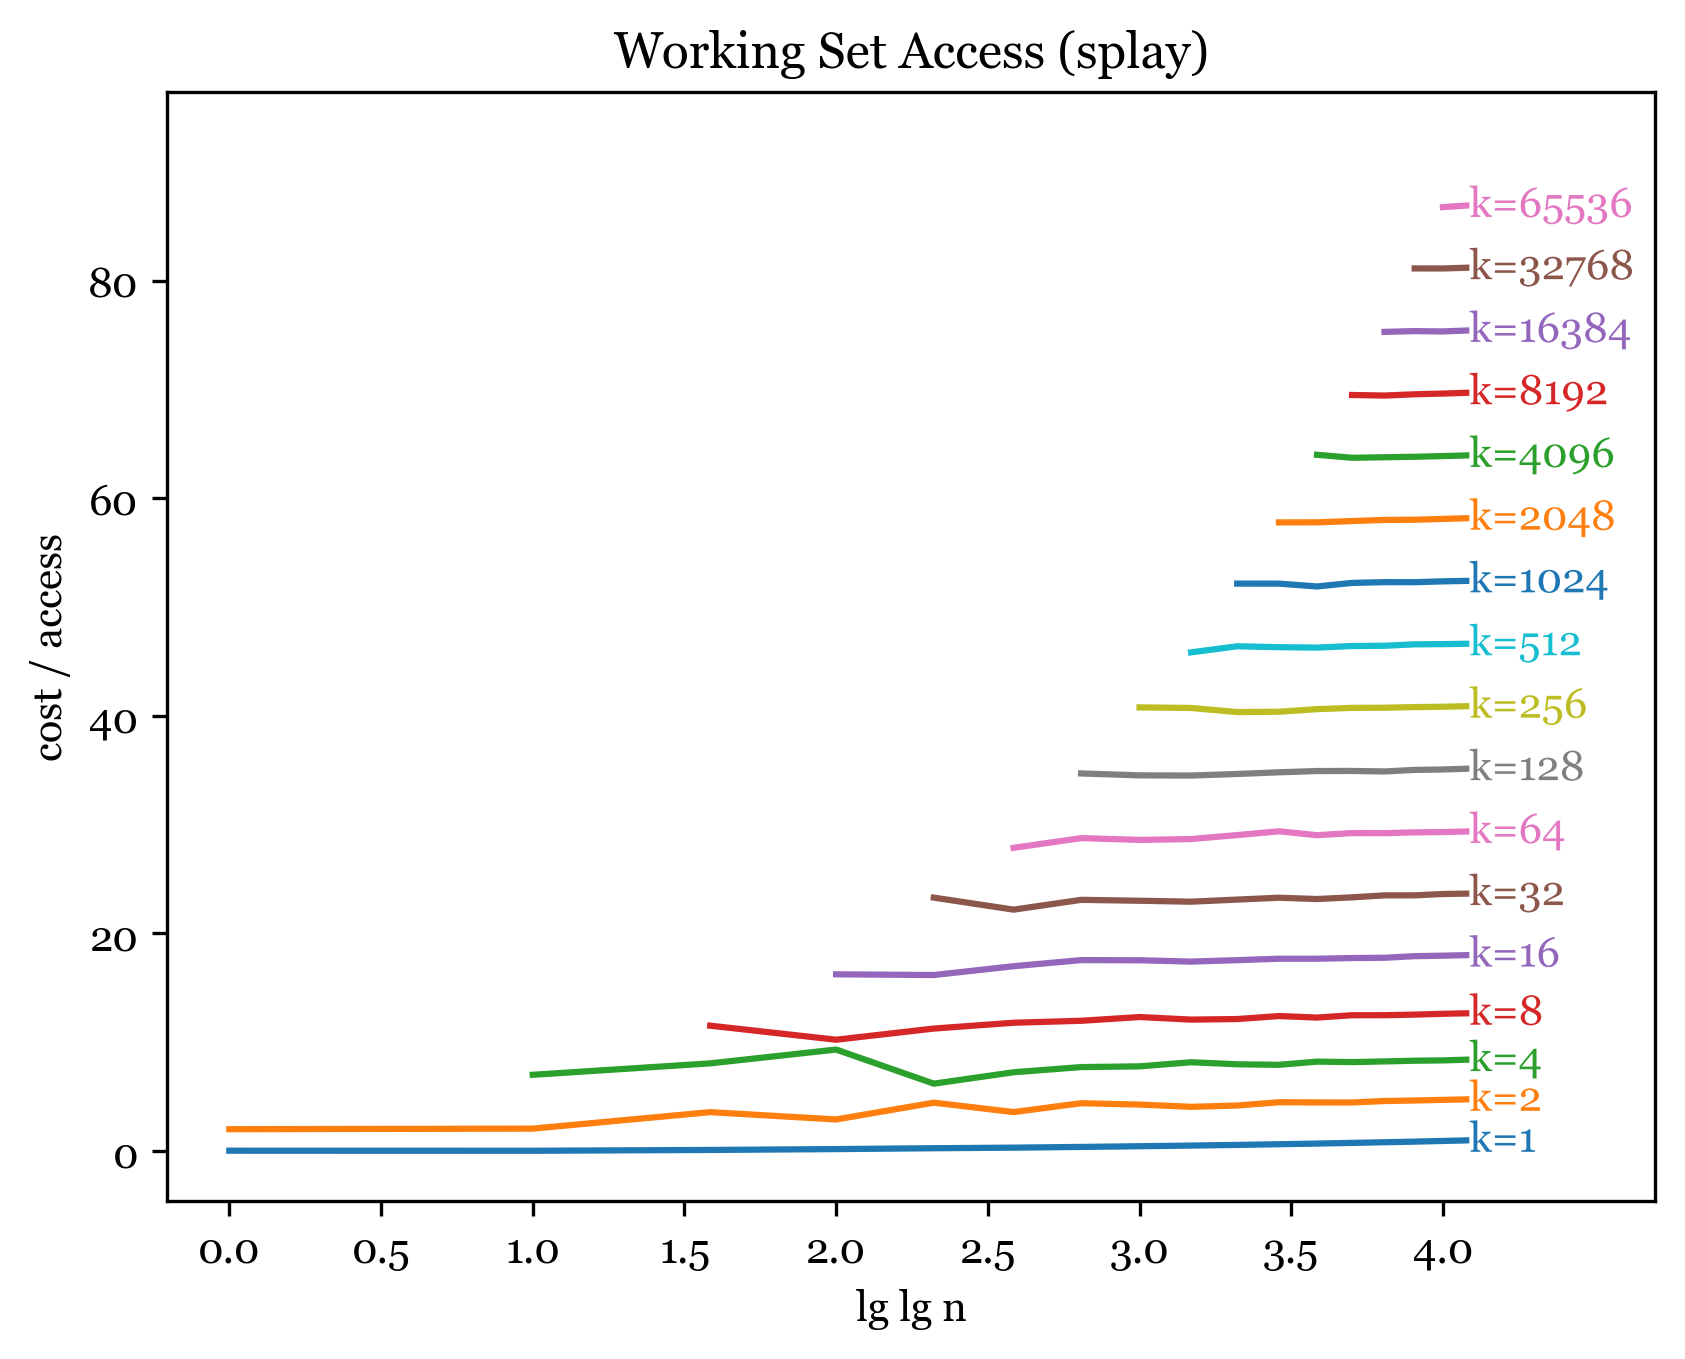 Working Set Access (splay)
cost / access
80
60
40
20
0
k=65536
k=32768
k=16384
k=8192
k=4096
k=2048
k=1024
k=512
k=256
k=128
k=64
k=32
k=16
k=8
k=4
k=2
k=1
0.0 0.5 1.0 1.5 2.0 2.5 3.0 3.5 4.0
lg lg n